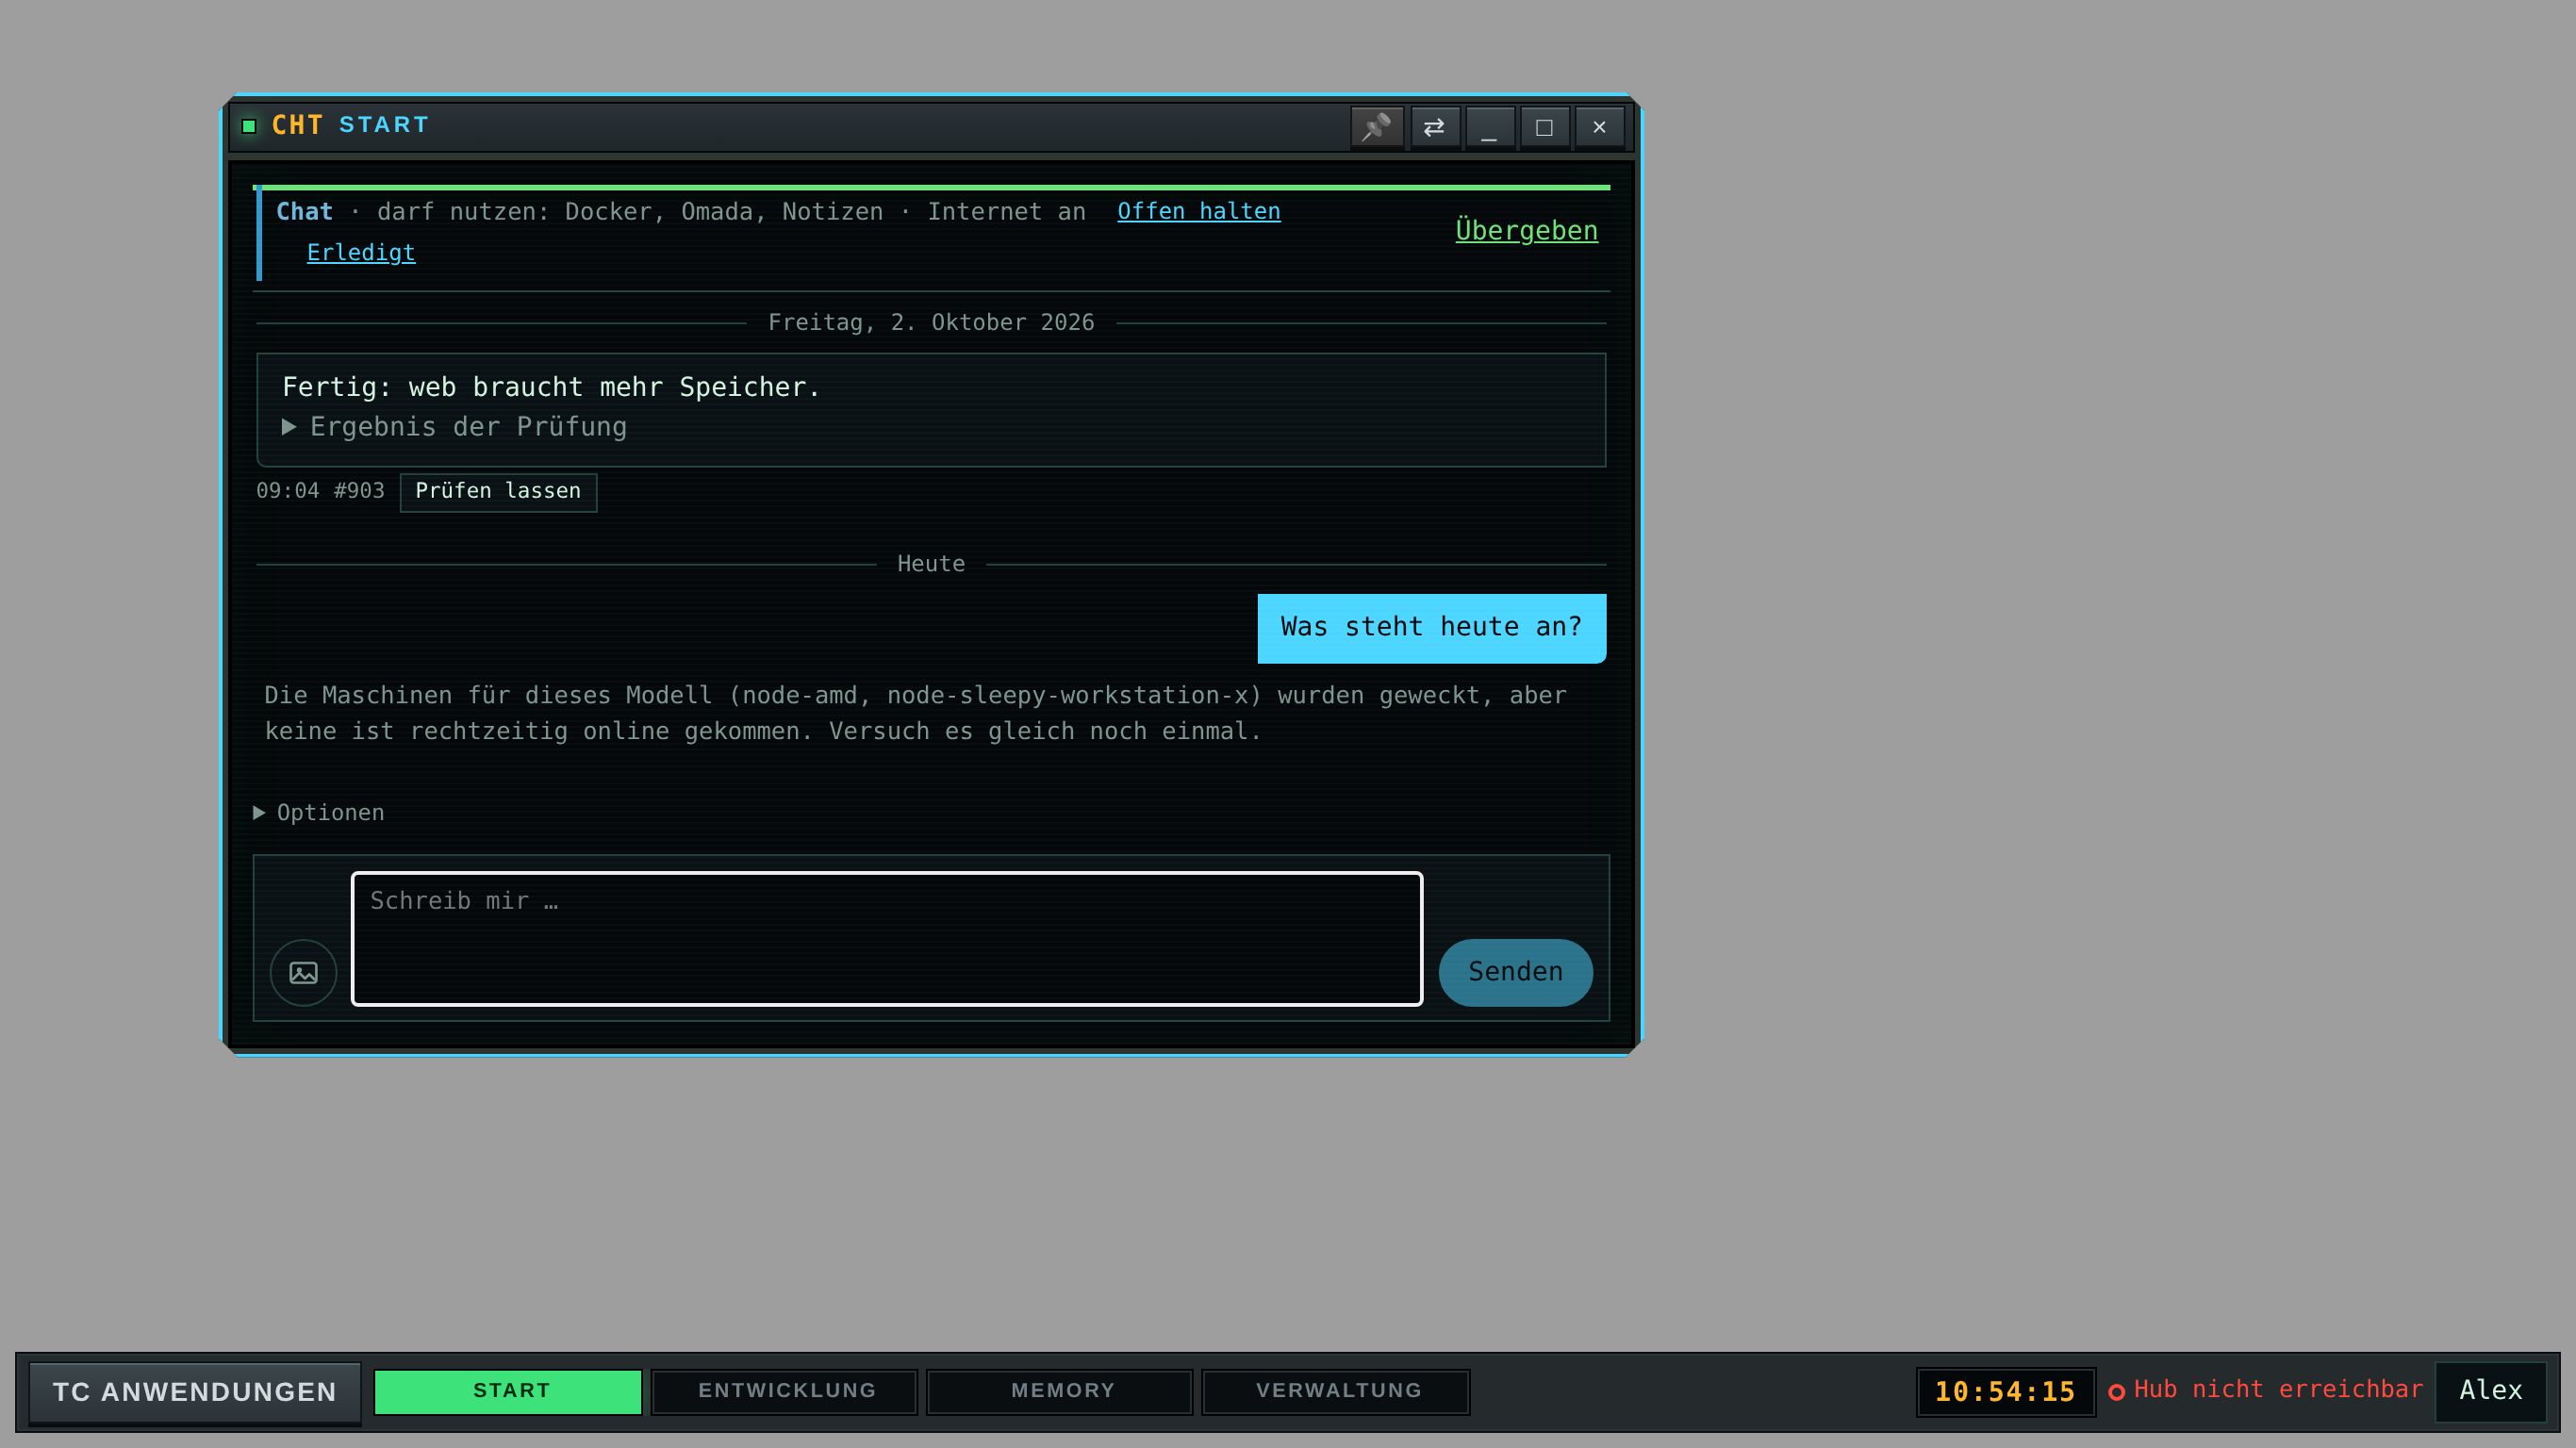 CHT START
Chat · darf nutzen: Docker, Omada, Notizen · Internet an Offen halten
Erledigt
Übergeben
Freitag, 2. Oktober 2026
Fertig: web braucht mehr Speicher.
Ergebnis der Prüfung
09:04 #903 Prüfen lassen
Heute
Was steht heute an?
Die Maschinen für dieses Modell (node-amd, node-sleepy-workstation-x) wurden geweckt, aber
keine ist rechtzeitig online gekommen. Versuch es gleich noch einmal.
Optionen
Schreib mir …
Senden
TC ANWENDUNGEN START ENTWICKLUNG MEMORY VERWALTUNG 10:54:15 Hub nicht erreichbar Alex